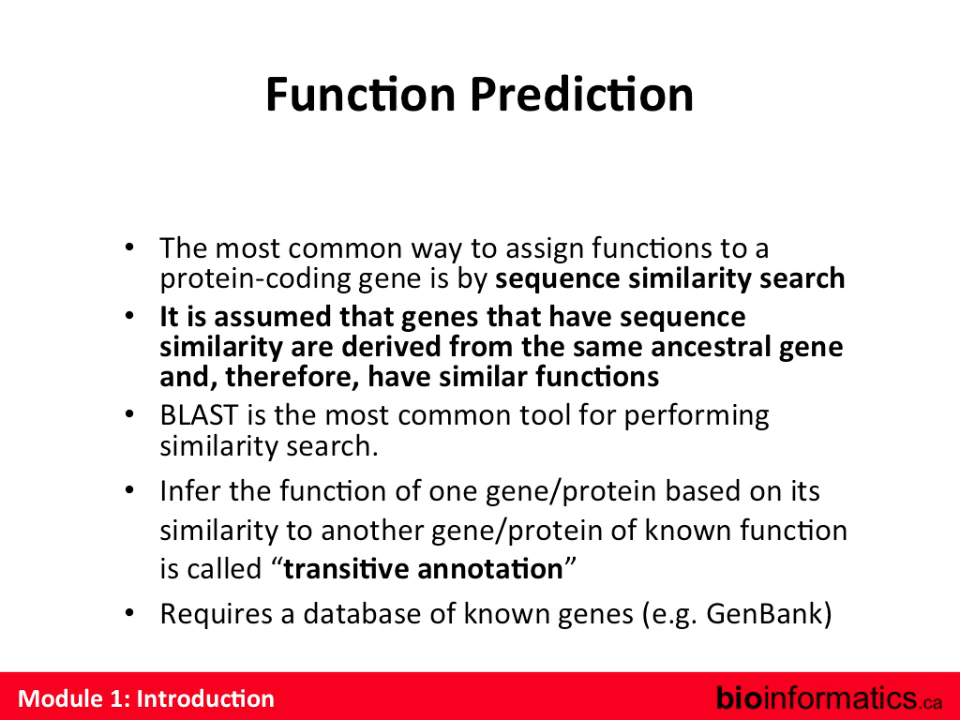 Function Prediction
• The most common way to assign functions to a
protein-coding gene is by sequence similarity search
• It is assumed that genes that have sequence
similarity are derived from the same ancestral gene
and, therefore, have similar functions
• BLAST is the most common tool for performing
similarity search.
• Infer the function of one gene/protein based on its
similarity to another gene/protein of known function
is called “transitive annotation”
• Requires a database of known genes (e.g. GenBank)
Module 1: Introduction
bioinformatics.ca